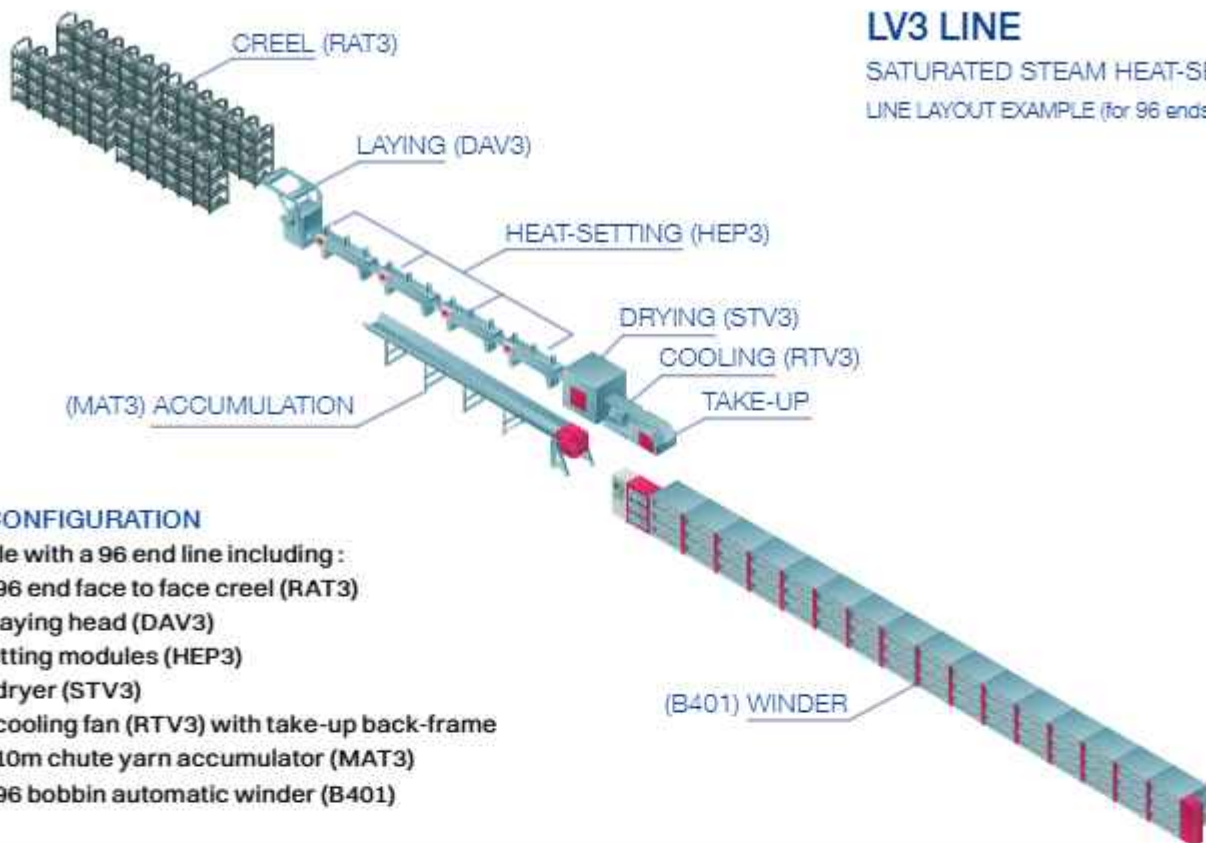 LV3 LINE
SATURATED STEAM
LINE LAYOUT EXAMPLE (for 96 ends
CREEL (RAT3)
LAYING (DAV3)
HEAT-SETTING (HEP3)
DRYING (STV3)
COOLING (RTV3)
TAKE-UP
(MAT3) ACCUMULATION
(B401) WINDER
CONFIGURATION
le with a 96 end line including :
96 end face to face creel (RAT3)
laying head (DAV3)
tting modules (HEP3)
dryer (STV3)
cooling fan (RTV3) with take-up back-frame
10m chute yarn accumulator (MAT3)
96 bobbin automatic winder (B401)